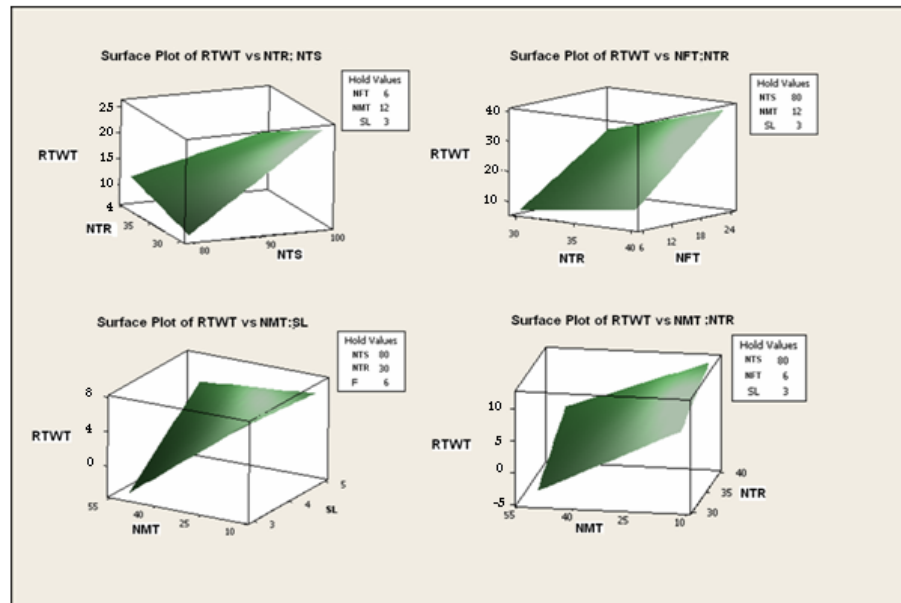 Surface Plot of RTWT vs NTR; NTS
Hold Values
NFT 6
NMT 12
SL 3
25
20
15
10
4
RTWT
35
30
NTR
80
90
100
NTS
Surface Plot of RTWT vs NFT;NTR
Hold Values
NTS 80
NMT 12
SL 3
40
30
20
10
RTWT
30
35
40
NTR
6
12
18
24
NFT
Surface Plot of RTWT vs NMT;SL
Hold Values
NTS 80
NTR 30
F 6
8
4
0
RTWT
55
40
25
10
NMT
3
4
5
SL
Surface Plot of RTWT vs NMT ;NTR
Hold Values
NTS 80
NFT 6
SL 3
10
5
0
-5
RTWT
55
40
25
10
NMT
30
35
40
NTR